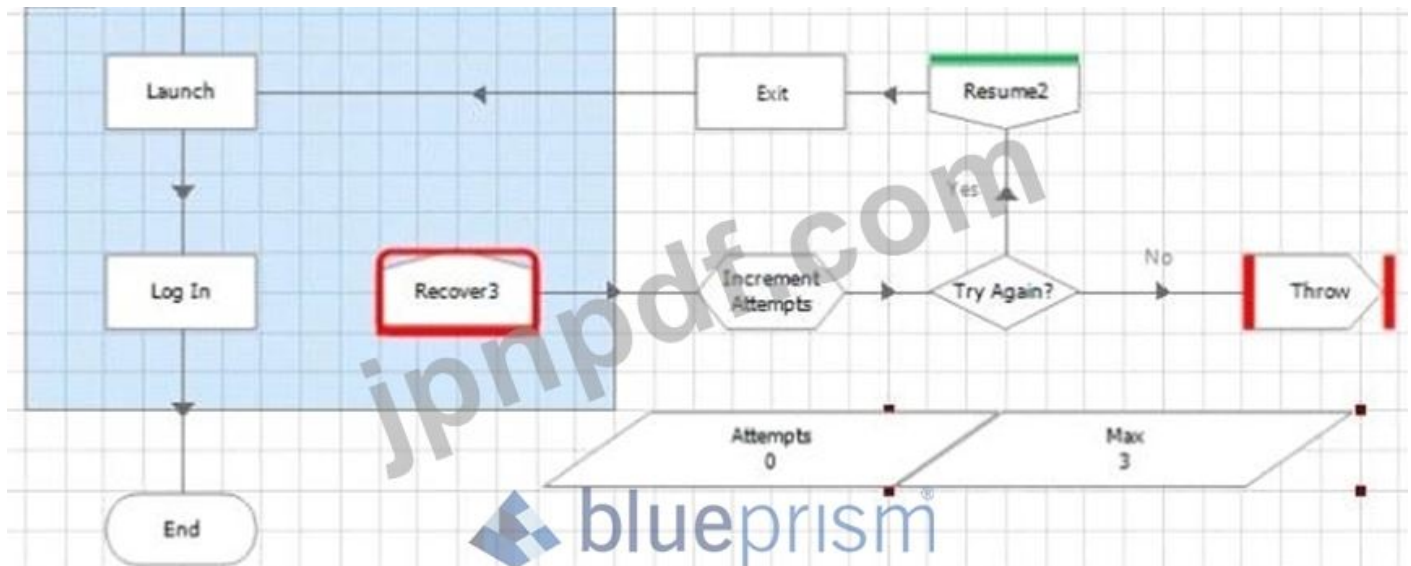 Launch
Exit
Resume2
Yes
Log In
Recover3
Increment
Attempts
Try Again?
No
Throw
Attempts
0
Max
3
End
jpnpdf.com
blueprism®